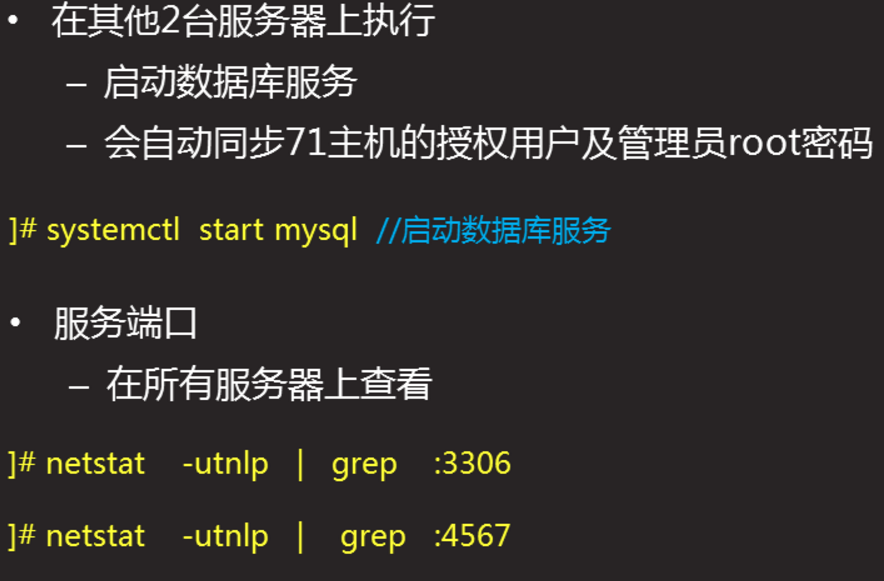 • 在其他2台服务器上执行
– 启动数据库服务
– 会自动同步71主机的授权用户及管理员root密码
]# systemctl start mysql //启动数据库服务
• 服务端口
– 在所有服务器上查看
]# netstat -utnlp | grep :3306
]# netstat -utnlp | grep :4567